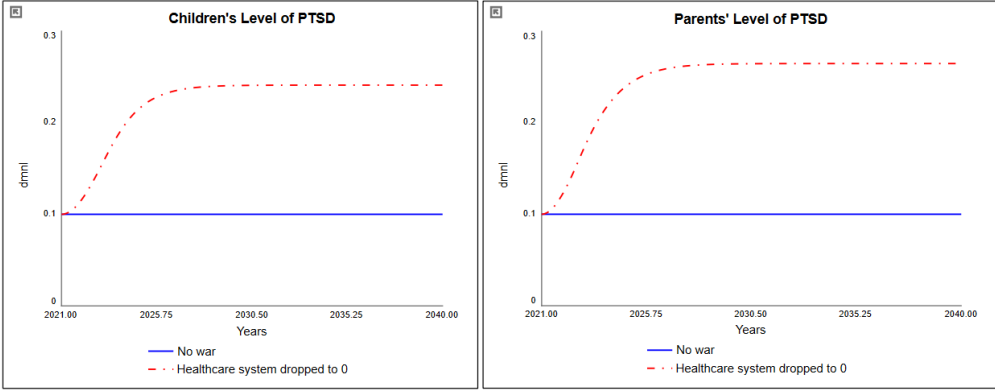 Children's Level of PTSD
0.3
0.2
0.1
0
dmnl
2021.00 2025.75 2030.50 2035.25 2040.00
Years
No war
Healthcare system dropped to 0
Parents' Level of PTSD
0.3
0.2
0.1
0
dmnl
2021.00 2025.75 2030.50 2035.25 2040.00
Years
No war
Healthcare system dropped to 0